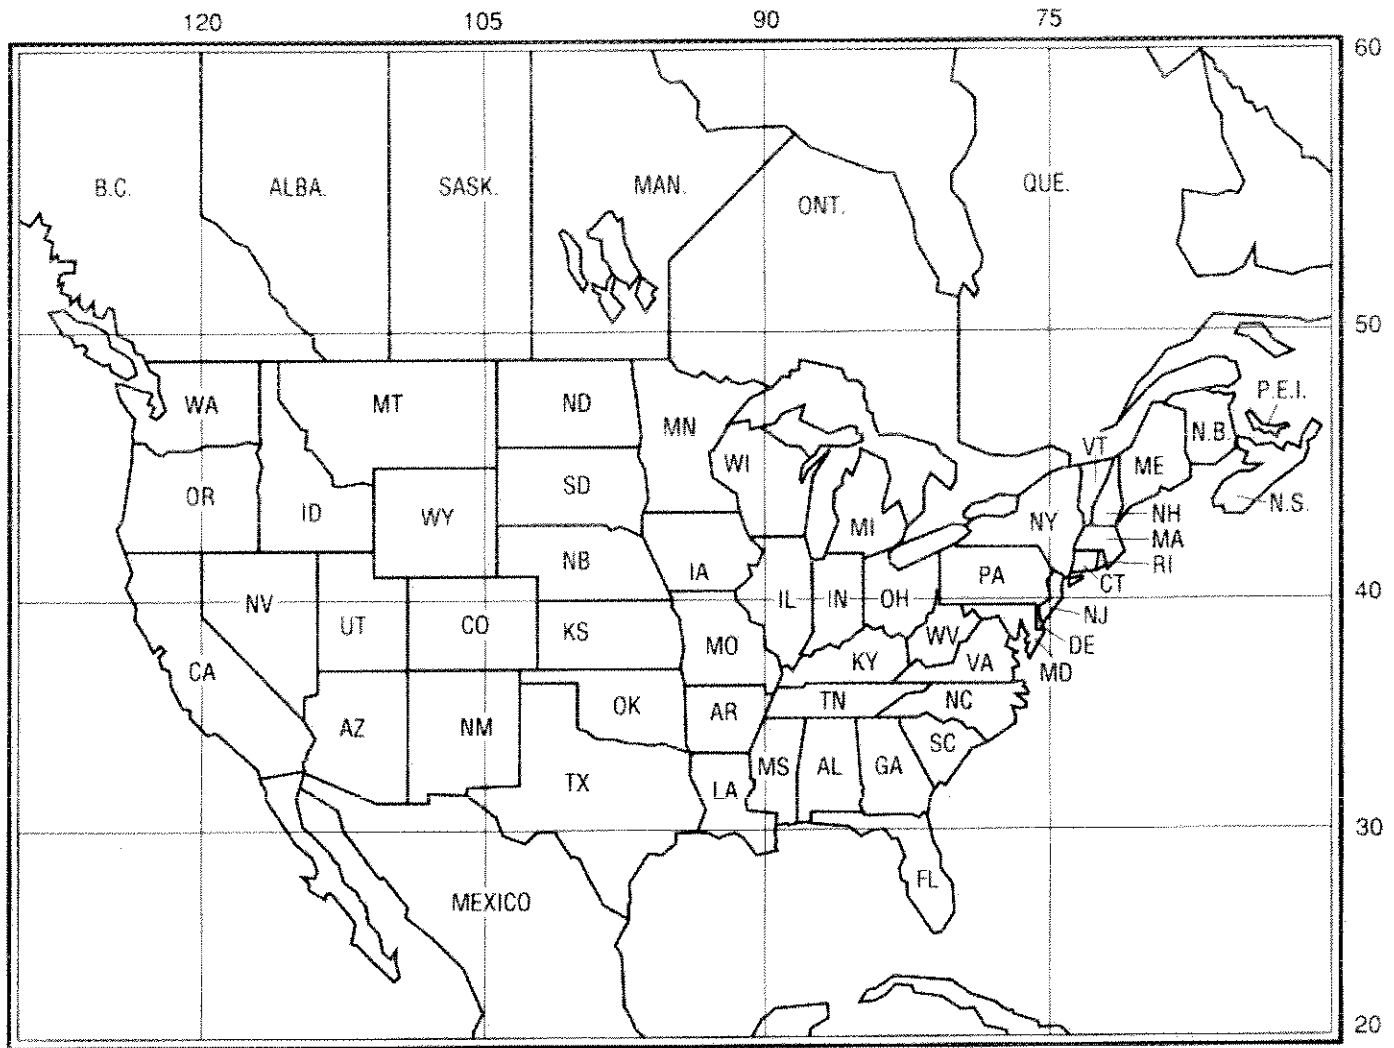 120 105 90 75
60
B.C. ALBA. SASK. MAN. QUE.
ONT.
50
P.E.I.
WA MT ND
MN N.B.
VT
WI ME
SD
OR N.S.
ID WY NH
MI NY
MA
NB RI
IA PA
CT
40
NV IL IN OH
NJ
UT CO KS
WV DE
MO
CA KY VA
MD
TN NC
OK
AR
AZ NM
SC
MS AL GA
TX
LA
30
FL
MEXICO
20